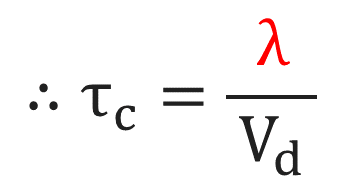 ∴ τc = λ/Vd